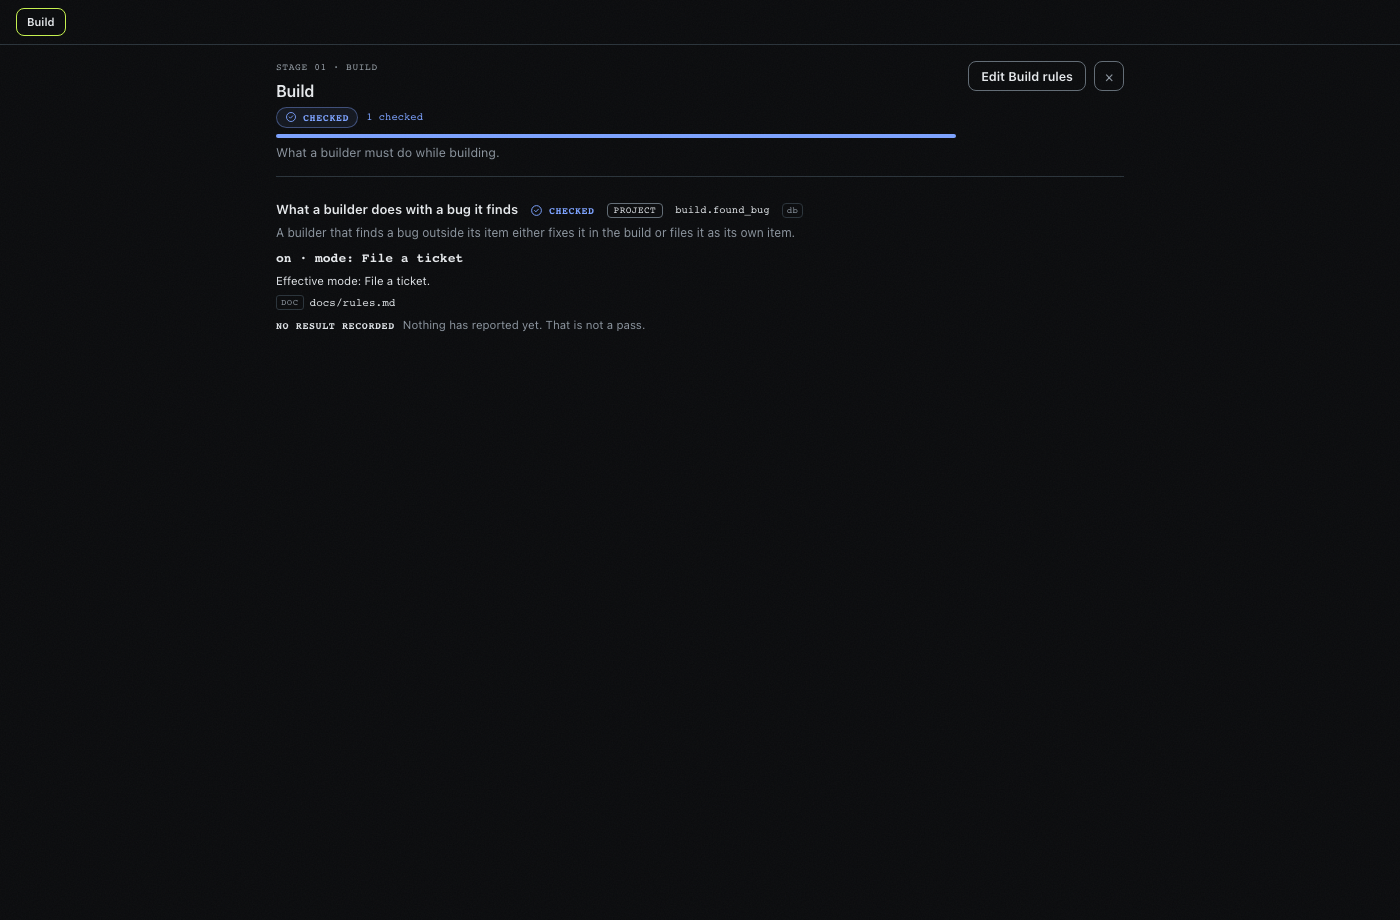 Build
STAGE 01 · BUILD
Build
Edit Build rules ×
CHECKED 1 checked
What a builder must do while building.
What a builder does with a bug it finds CHECKED PROJECT build.found_bug db
A builder that finds a bug outside its item either fixes it in the build or files it as its own item.
on · mode: File a ticket
Effective mode: File a ticket.
DOC docs/rules.md
NO RESULT RECORDED Nothing has reported yet. That is not a pass.